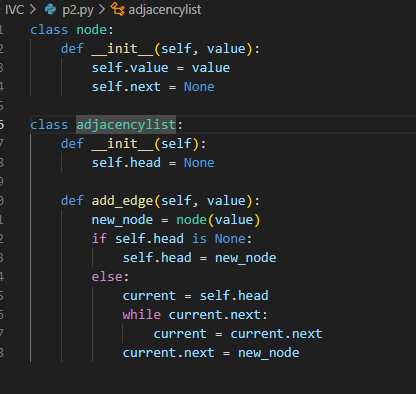 IVC > p2.py > adjacencylist
class node:
    def __init__(self, value):
2
        self.value = value
3
        self.next = None
4
5
6
class adjacencylist:
7
    def __init__(self):
8
        self.head = None
9
0
    def add_edge(self, value):
1
        new_node = node(value)
2
        if self.head is None:
3
            self.head = new_node
4
        else:
5
            current = self.head
6
            while current.next:
7
                current = current.next
8
            current.next = new_node